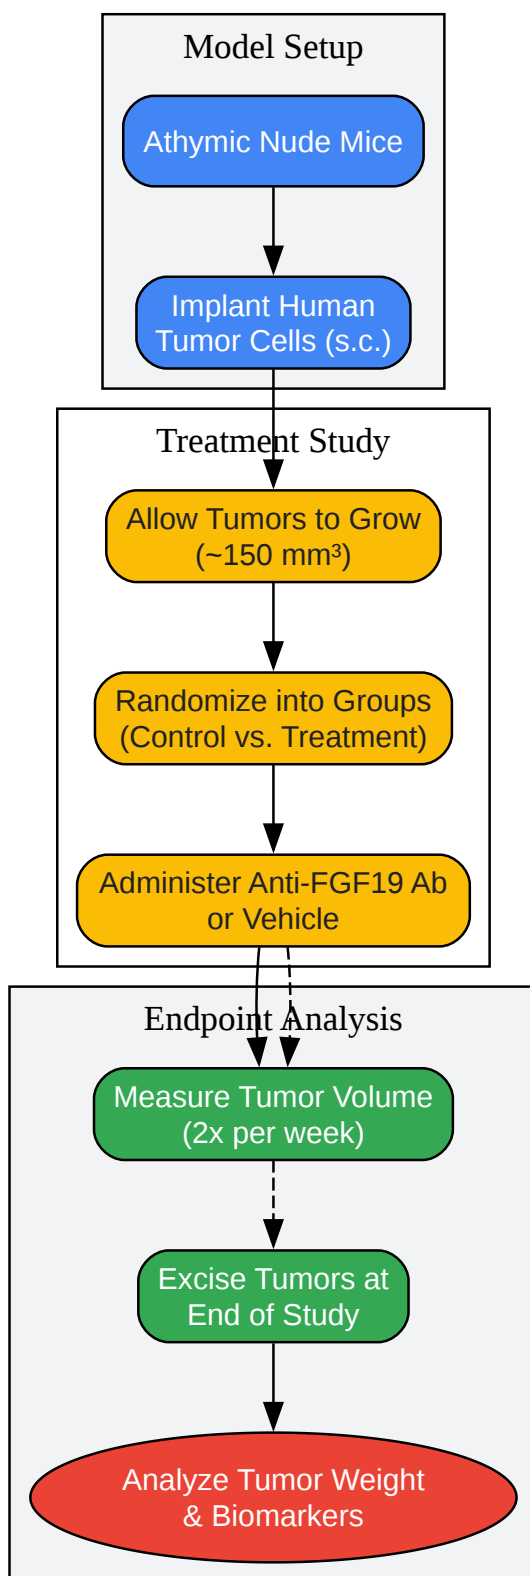 Model Setup
Athymic Nude Mice
Implant Human
Tumor Cells (s.c.)
Treatment Study
Allow Tumors to Grow
(~150 mm³)
Randomize into Groups
(Control vs. Treatment)
Administer Anti-FGF19 Ab
or Vehicle
Endpoint Analysis
Measure Tumor Volume
(2x per week)
Excise Tumors at
End of Study
Analyze Tumor Weight
& Biomarkers